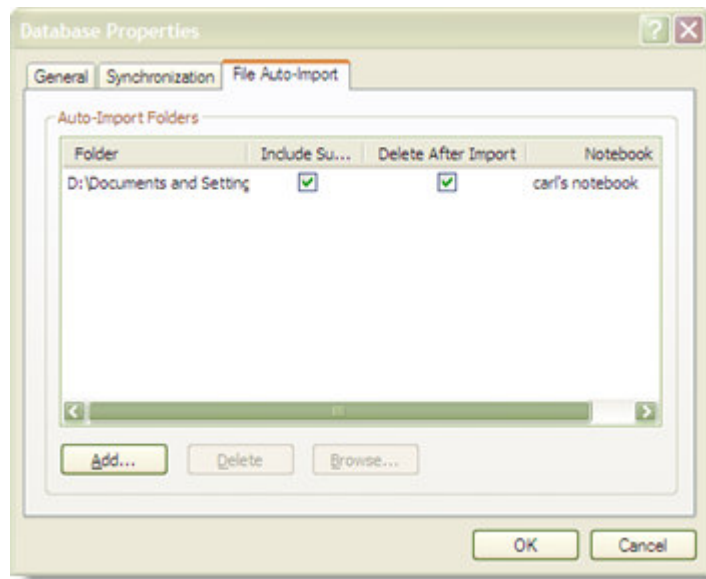 Database Properties
General Synchronization File Auto-Import
Auto-Import Folders
Folder Include Su... Delete After Import Notebook
D:\Documents and Setting carl's notebook
Add... Delete Browse...
OK Cancel